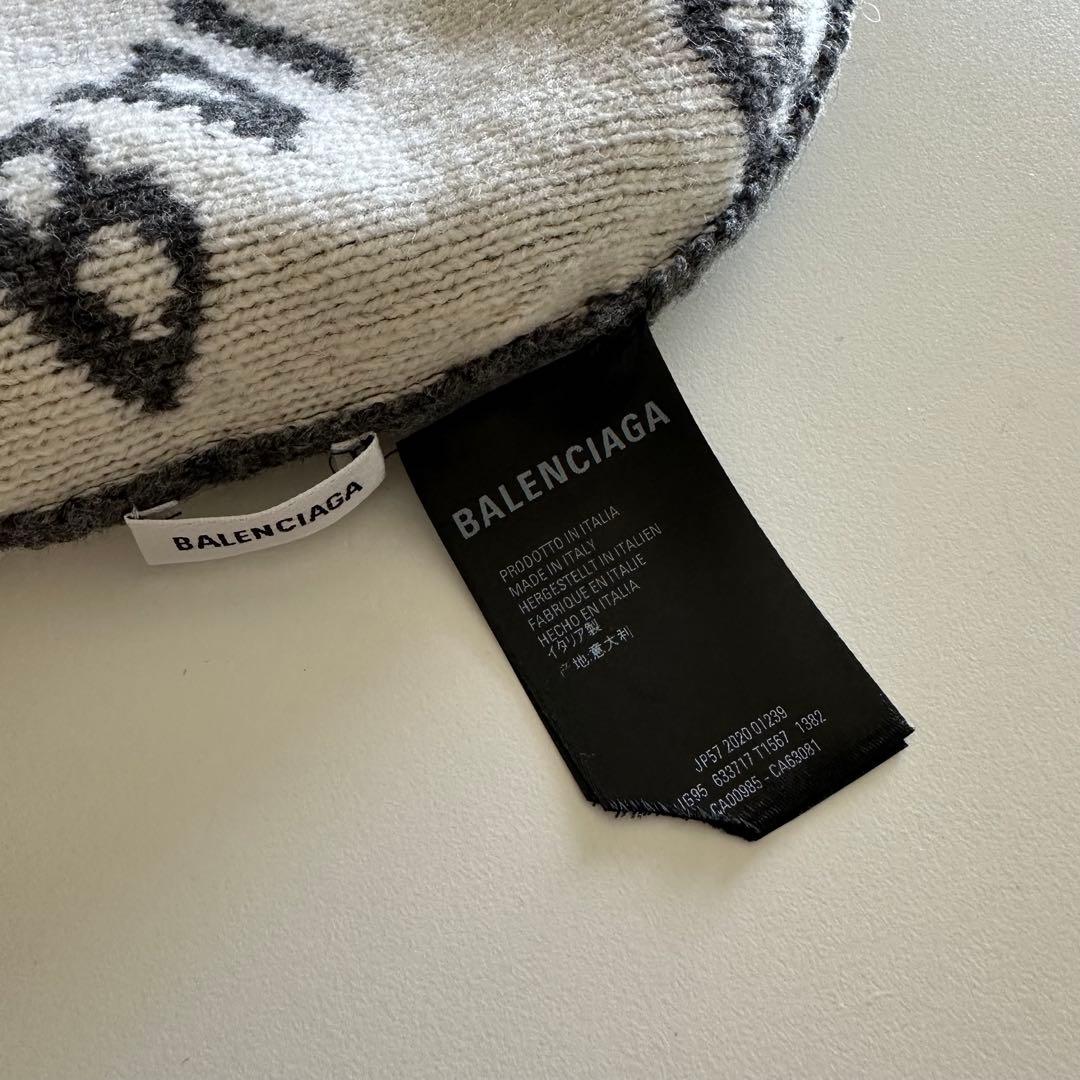 BALENCIAGA
BALENCIAGA
PRODOTTO IN ITALIA
MADE IN ITALY
HERGESTELLT IN ITALIEN
FABRIQUE EN ITALIE
HECHO EN ITALIA
イタリア製
产地:意大利
JP57 2020 01239
IG95 633717 T1567 1382
CA00985 - CA63081